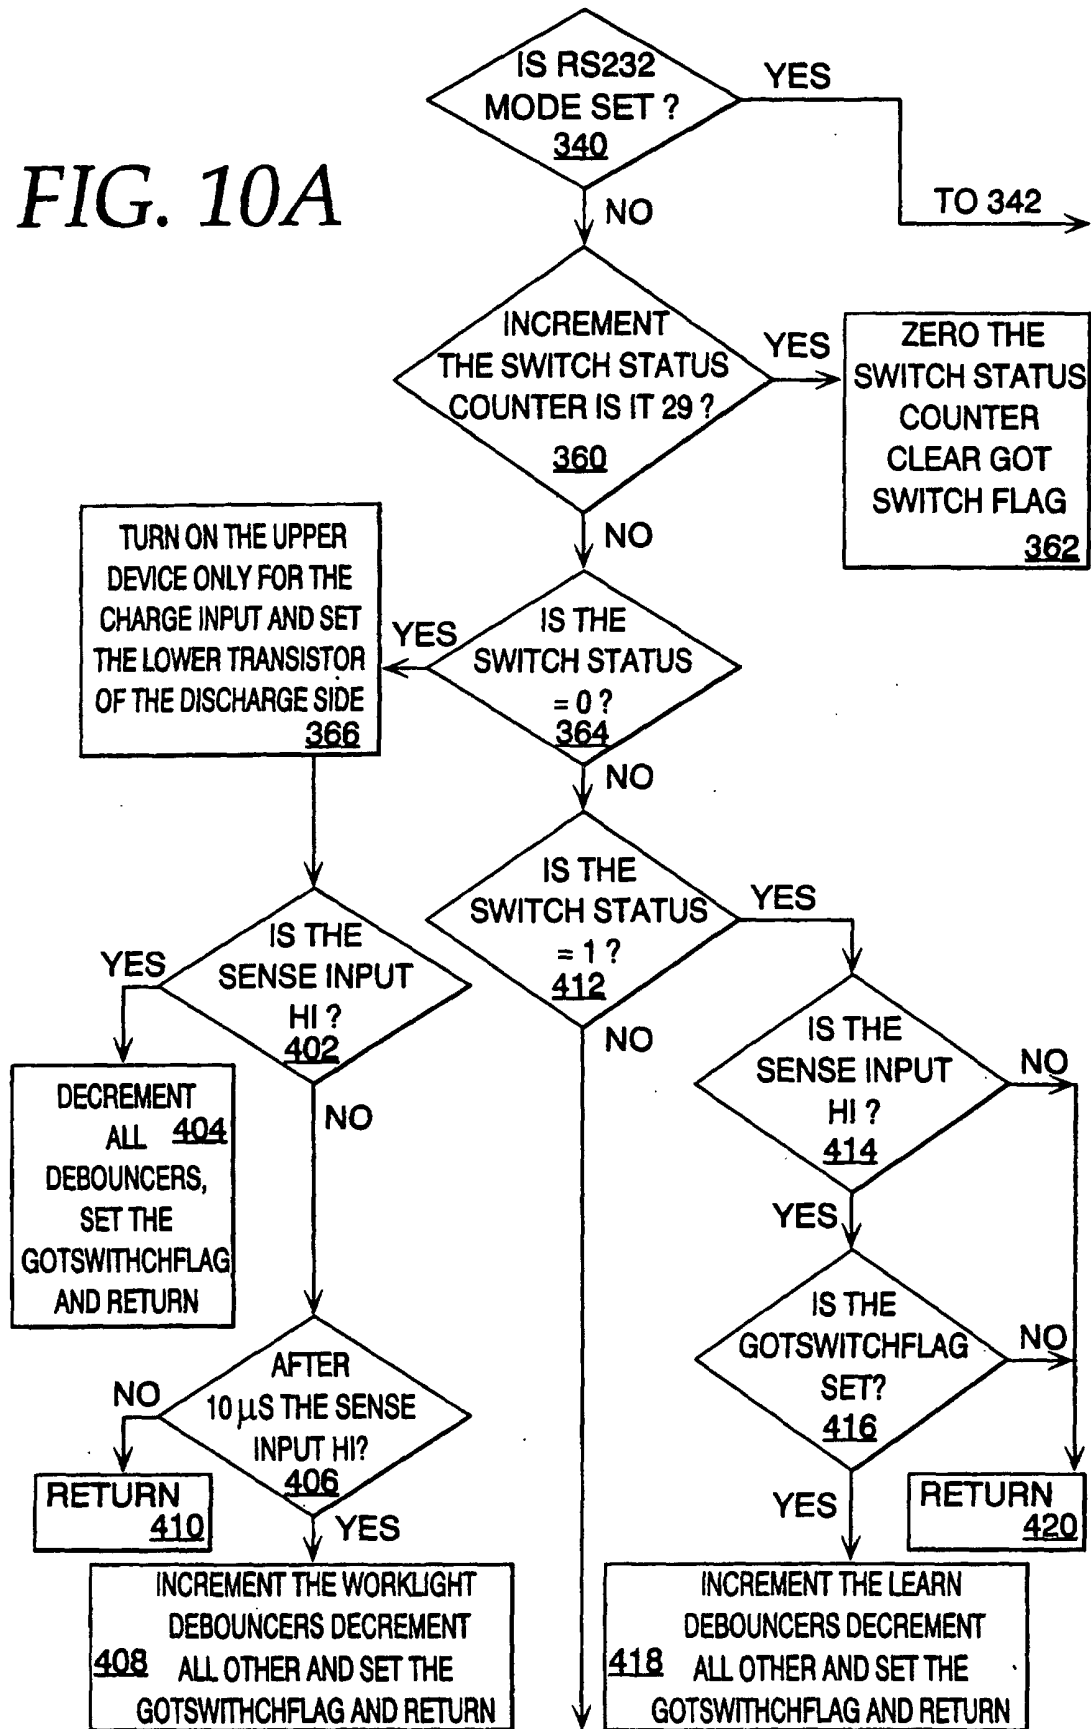 FIG. 10A
IS RS232
MODE SET ?
340
YES
TO 342
NO
INCREMENT
THE SWITCH STATUS
COUNTER IS IT 29 ?
360
YES
ZERO THE
SWITCH STATUS
COUNTER
CLEAR GOT
SWITCH FLAG
362
NO
IS THE
SWITCH STATUS
= 0 ?
364
YES
TURN ON THE UPPER
DEVICE ONLY FOR THE
CHARGE INPUT AND SET
THE LOWER TRANSISTOR
OF THE DISCHARGE SIDE
366
NO
IS THE
SWITCH STATUS
= 1 ?
412
YES
NO
IS THE
SENSE INPUT
HI ?
402
YES
DECREMENT
ALL 404
DEBOUNCERS,
SET THE
GOTSWITHCHFLAG
AND RETURN
NO
AFTER
10 µS THE SENSE
INPUT HI?
406
NO
RETURN
410
YES
INCREMENT THE WORKLIGHT
DEBOUNCERS DECREMENT
408 ALL OTHER AND SET THE
GOTSWITHCHFLAG AND RETURN
IS THE
SENSE INPUT
HI ?
414
NO
YES
IS THE
GOTSWITCHFLAG
SET?
416
NO
RETURN
420
YES
INCREMENT THE LEARN
DEBOUNCERS DECREMENT
418 ALL OTHER AND SET THE
GOTSWITHCHFLAG AND RETURN